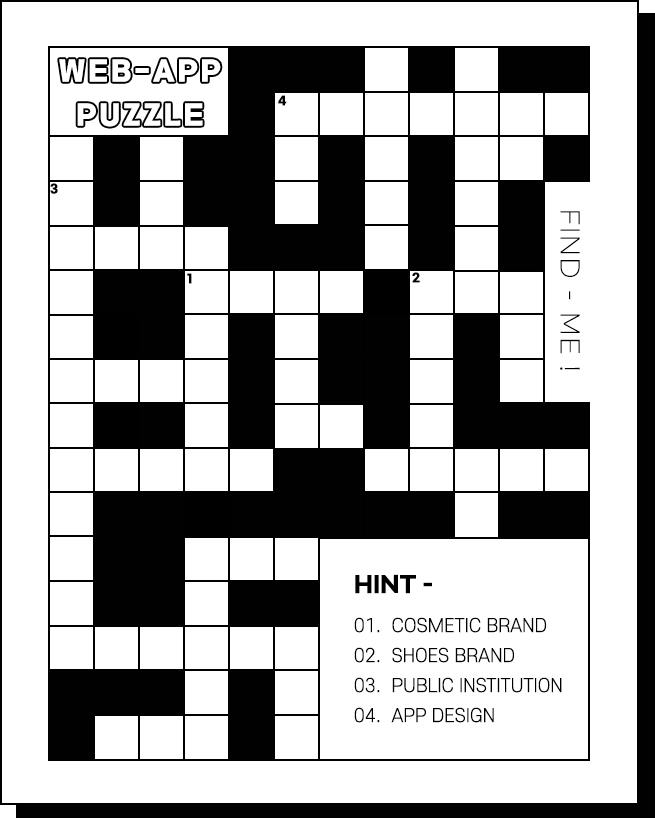 WEB-APP
PUZZLE
4
3
1
2
FIND - ME !
HINT -
01. COSMETIC BRAND
02. SHOES BRAND
03. PUBLIC INSTITUTION
04. APP DESIGN